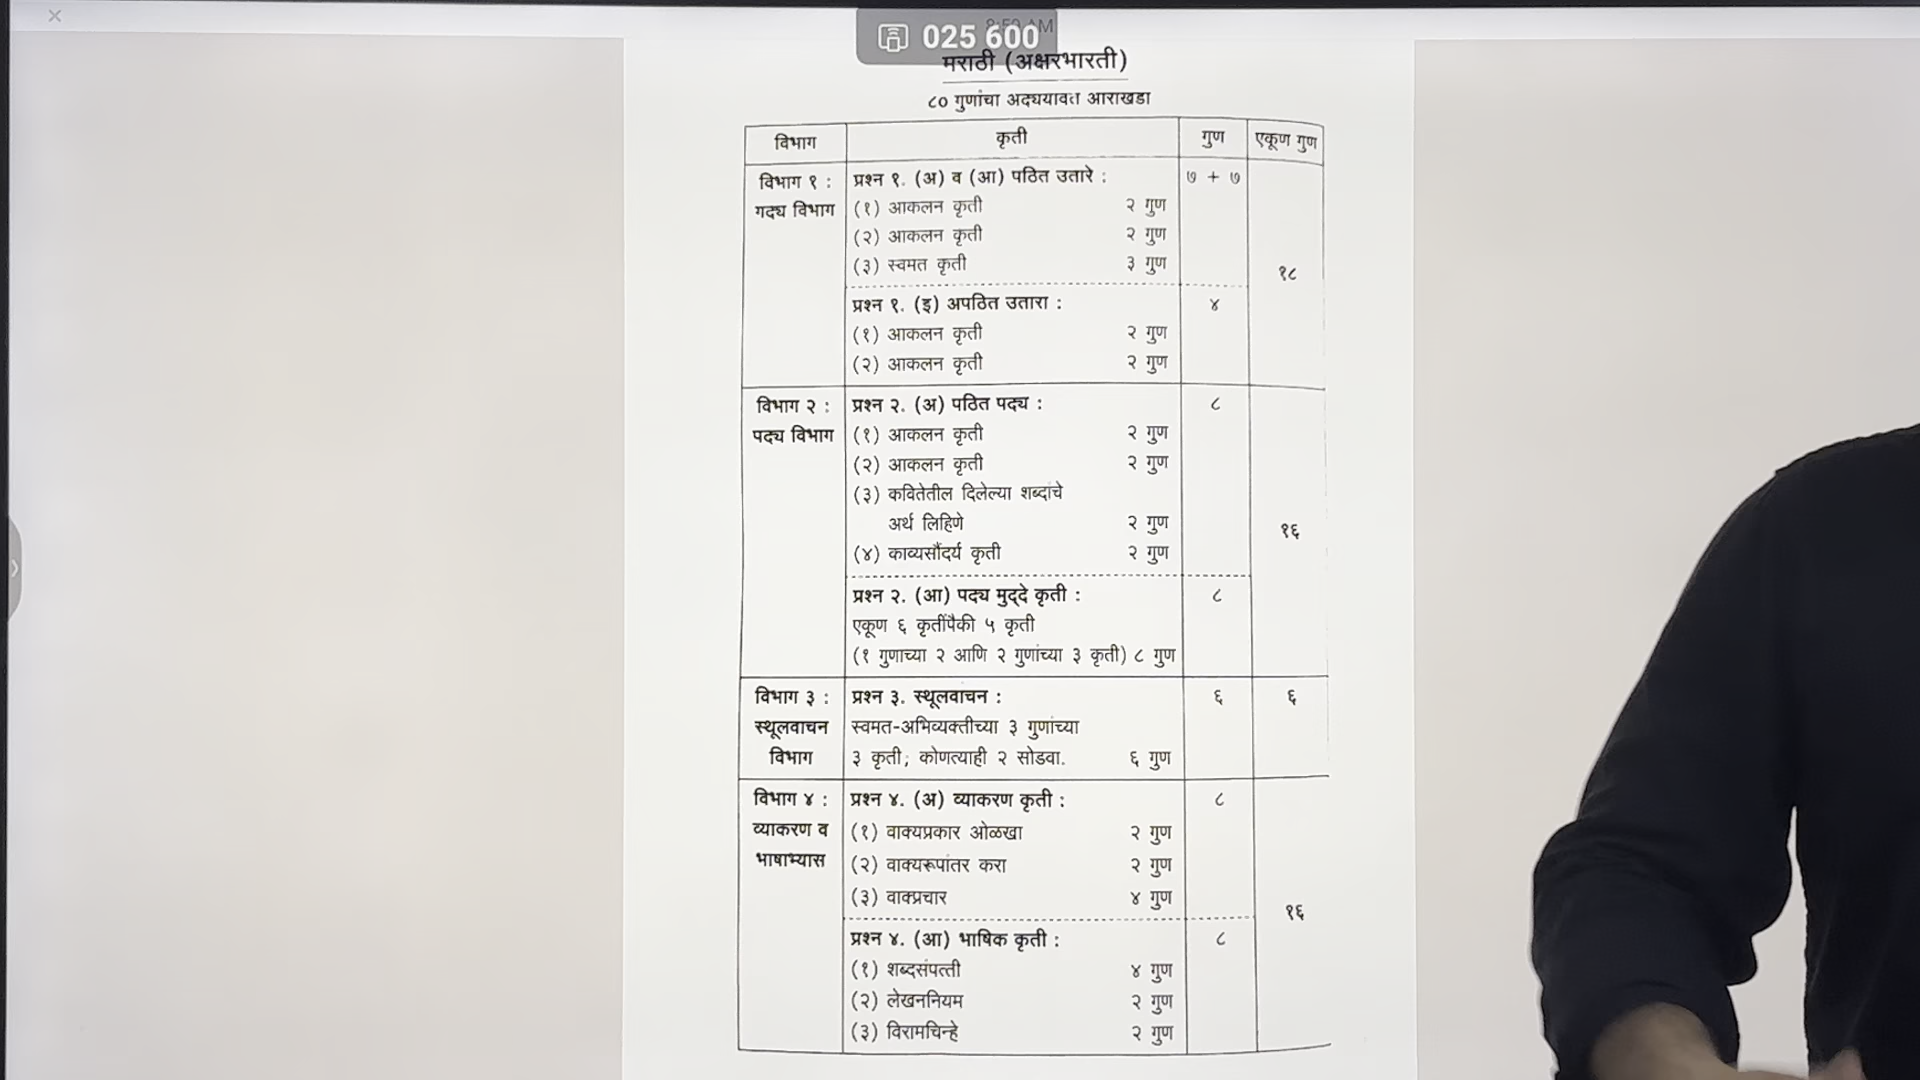 025 600
मराठी (अक्षरभारती)
८० गुणांचा अद्ययावत आराखडा
विभाग कृती गुण एकूण गुण
विभाग १ : प्रश्न १. (अ) व (आ) पठित उतारे : ७ + ७
गद्य विभाग (१) आकलन कृती २ गुण
(२) आकलन कृती २ गुण
(३) स्वमत कृती ३ गुण
१८
प्रश्न १. (इ) अपठित उतारा : ४
(१) आकलन कृती २ गुण
(२) आकलन कृती २ गुण
विभाग २ : प्रश्न २. (अ) पठित पद्य : ८
पद्य विभाग (१) आकलन कृती २ गुण
(२) आकलन कृती २ गुण
(३) कवितेतील दिलेल्या शब्दांचे
अर्थ लिहिणे २ गुण
१६
(४) काव्यसौंदर्य कृती २ गुण
प्रश्न २. (आ) पद्य मुद्दे कृती : ८
एकूण ६ कृतींपैकी ५ कृती
(१ गुणाच्या २ आणि २ गुणांच्या ३ कृती) ८ गुण
विभाग ३ : प्रश्न ३. स्थूलवाचन : ६ ६
स्थूलवाचन स्वमत-अभिव्यक्तीच्या ३ गुणांच्या
विभाग ३ कृती; कोणत्याही २ सोडवा. ६ गुण
विभाग ४ : प्रश्न ४. (अ) व्याकरण कृती : ८
व्याकरण व (१) वाक्यप्रकार ओळखा २ गुण
भाषाभ्यास (२) वाक्यरूपांतर करा २ गुण
(३) वाक्प्रचार ४ गुण
१६
प्रश्न ४. (आ) भाषिक कृती : ८
(१) शब्दसंपत्ती ४ गुण
(२) लेखननियम २ गुण
(३) विरामचिन्हे २ गुण